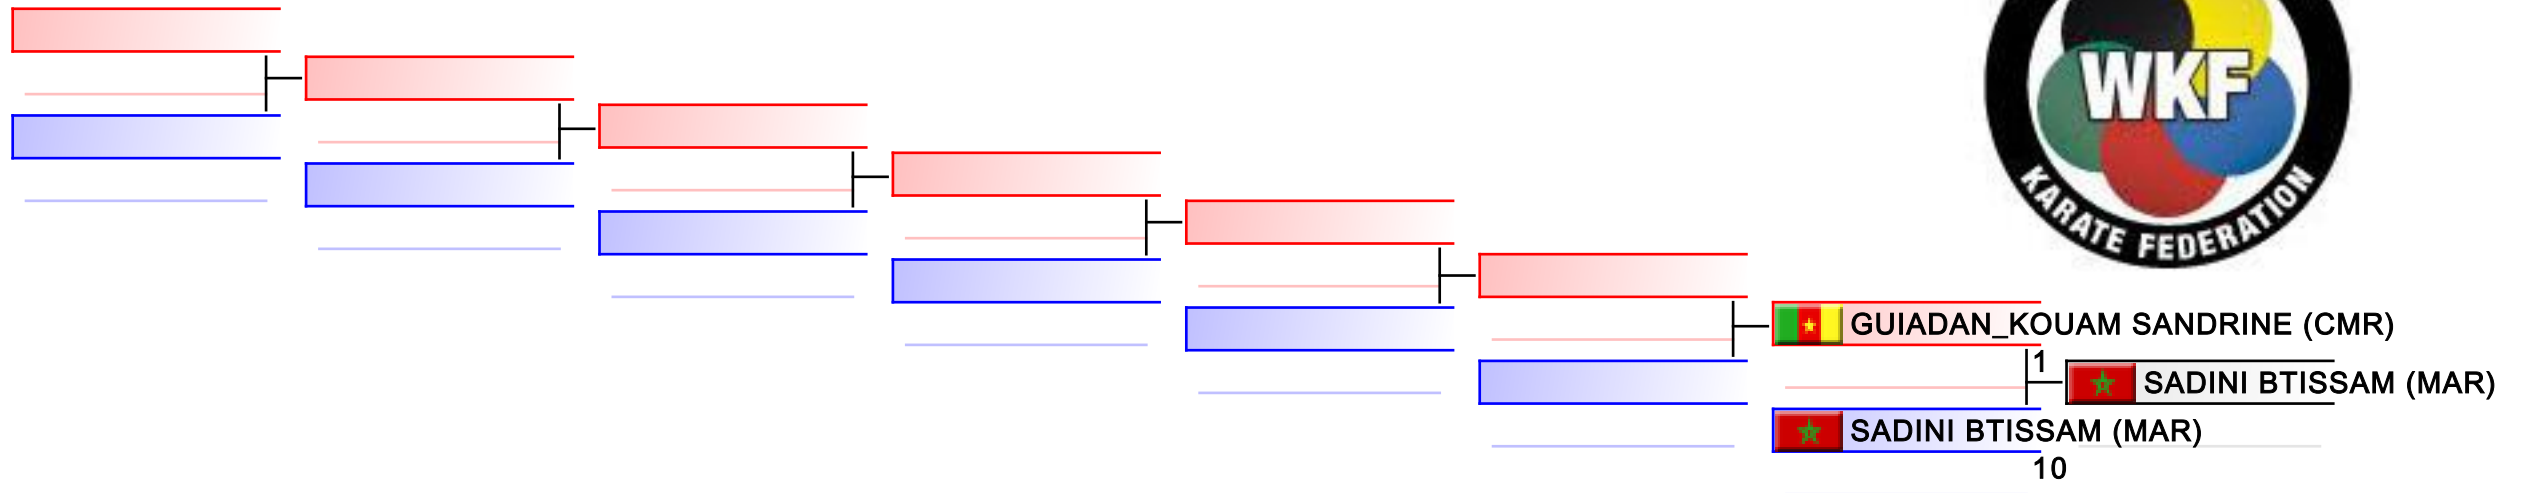 WKF
KARATE FEDERATION
GUIADAN_KOUAM SANDRINE (CMR)
1
SADINI BTISSAM (MAR)
SADINI BTISSAM (MAR)
10